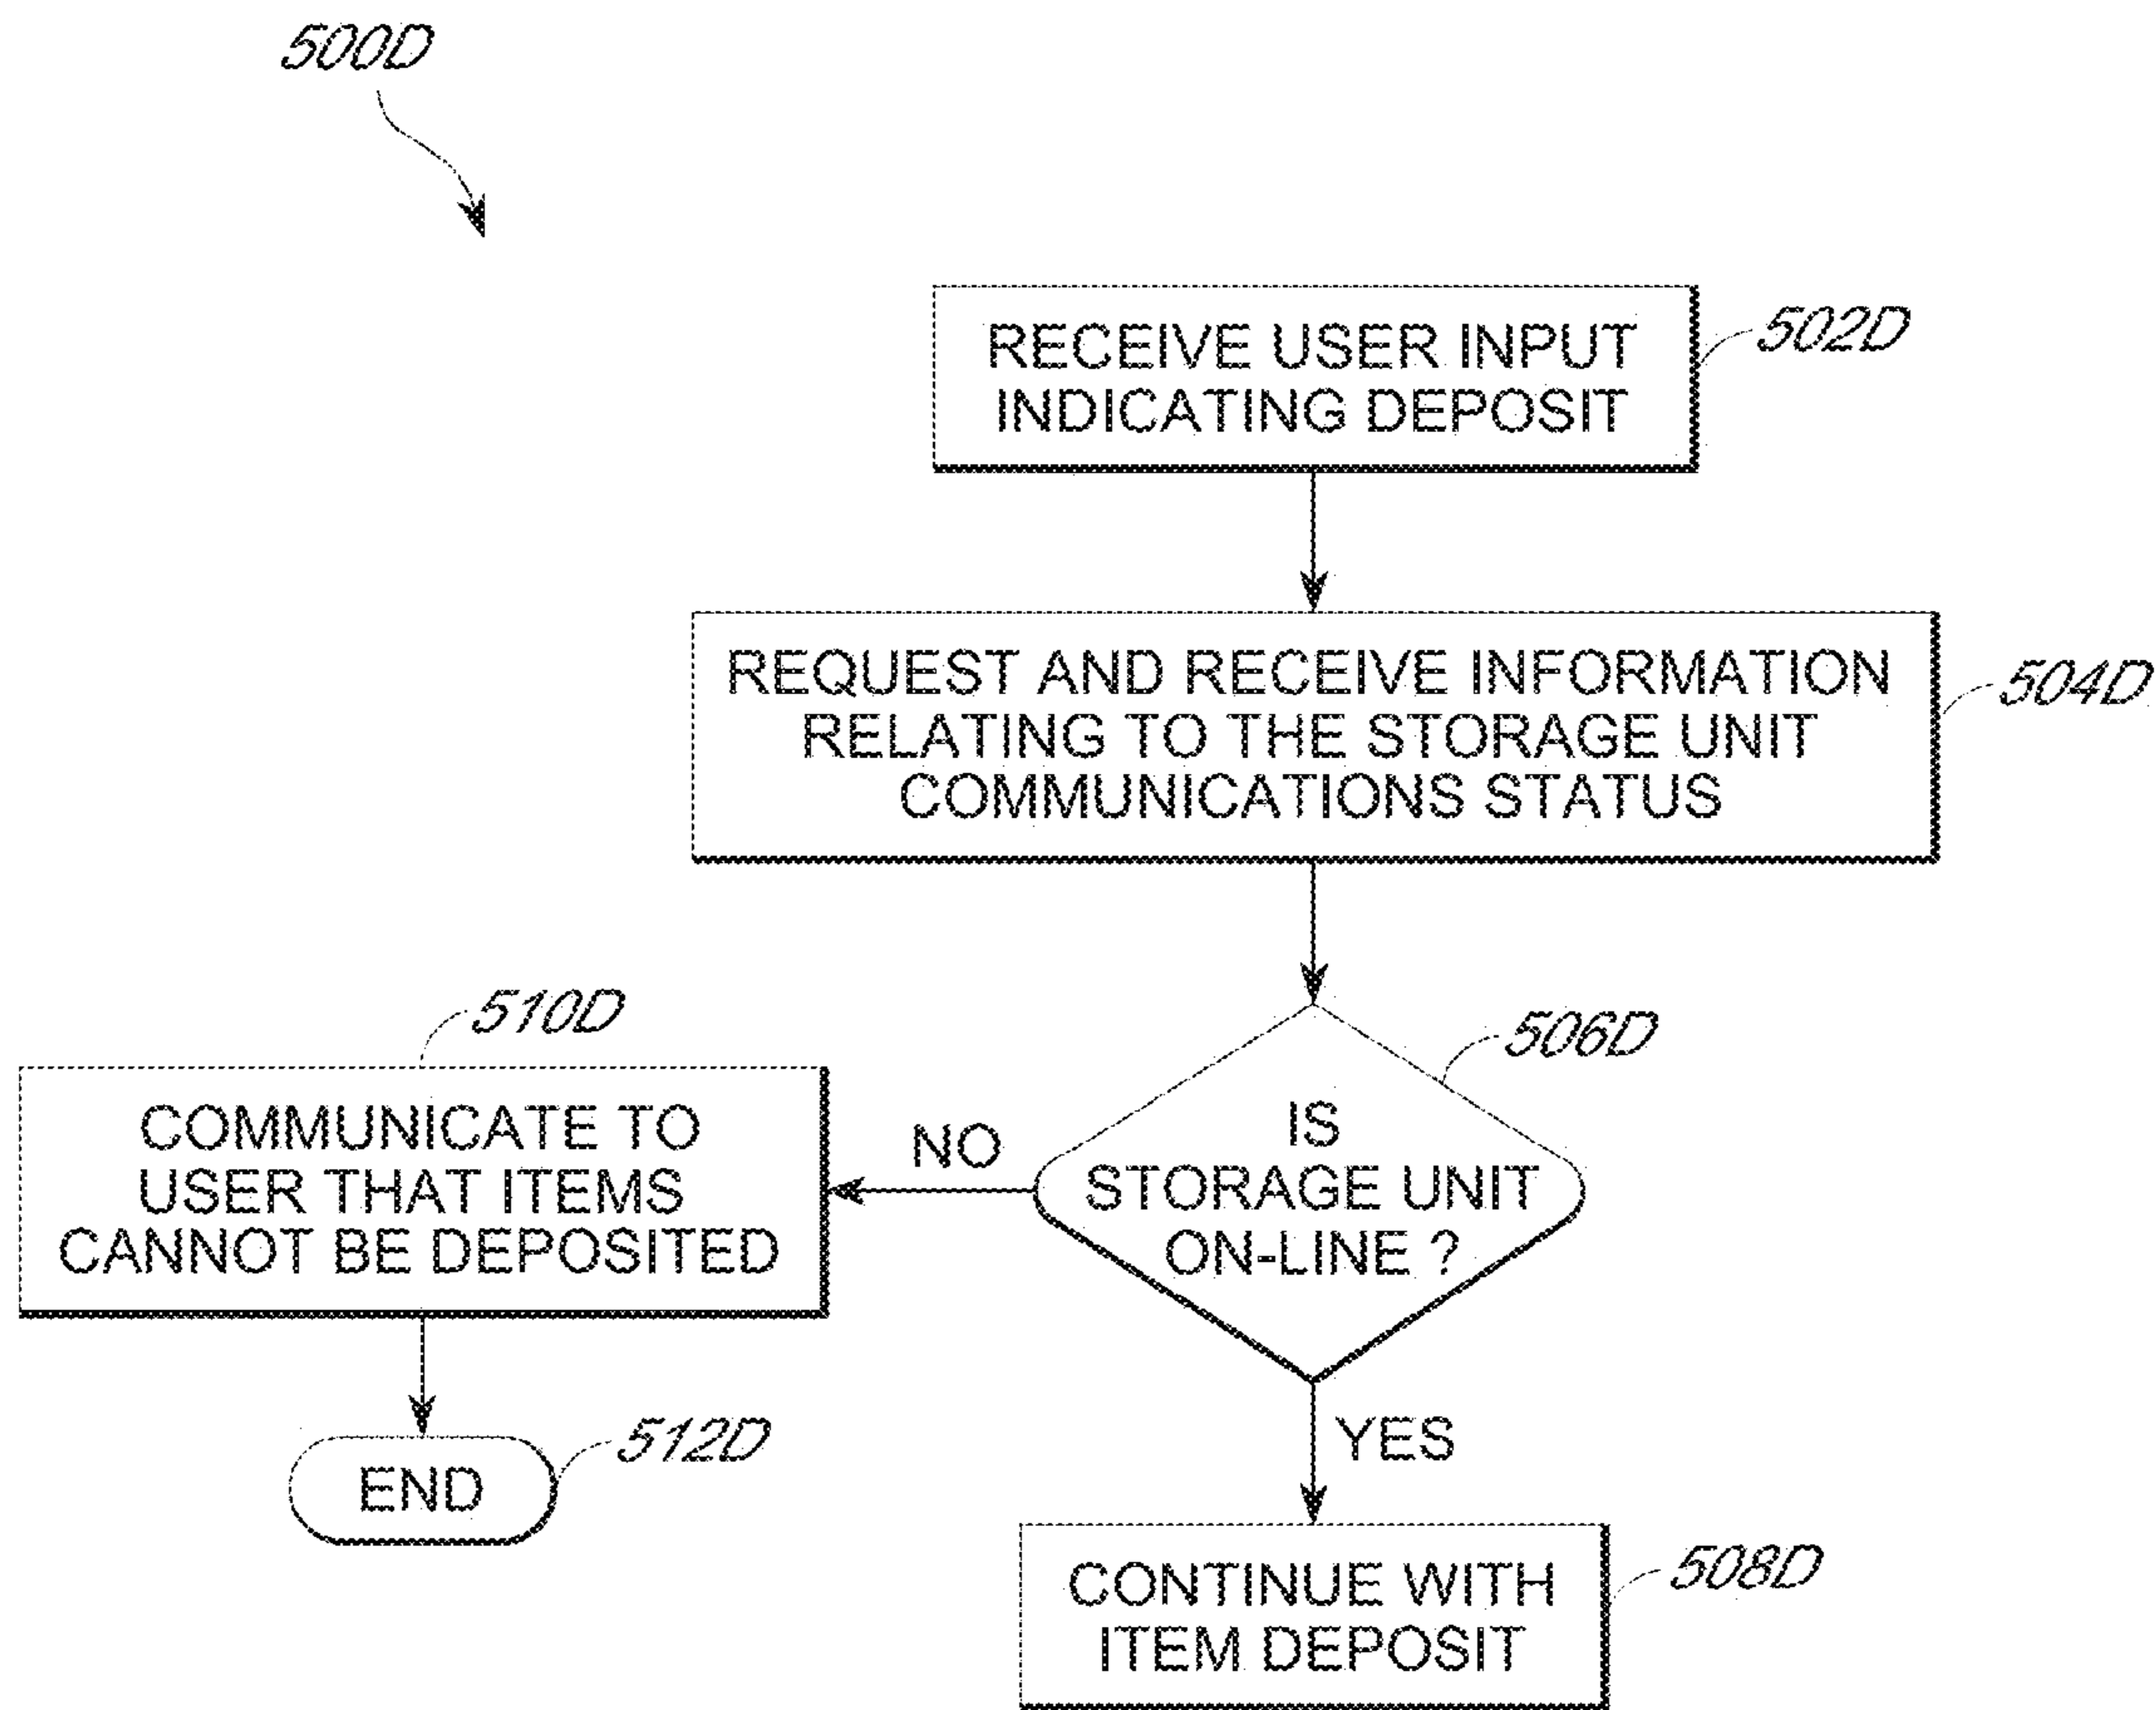 500D
RECEIVE USER INPUT
INDICATING DEPOSIT
502D
REQUEST AND RECEIVE INFORMATION
RELATING TO THE STORAGE UNIT
COMMUNICATIONS STATUS
504D
IS
STORAGE UNIT
ON-LINE ?
506D
NO
510D
COMMUNICATE TO
USER THAT ITEMS
CANNOT BE DEPOSITED
END
512D
YES
CONTINUE WITH
ITEM DEPOSIT
508D